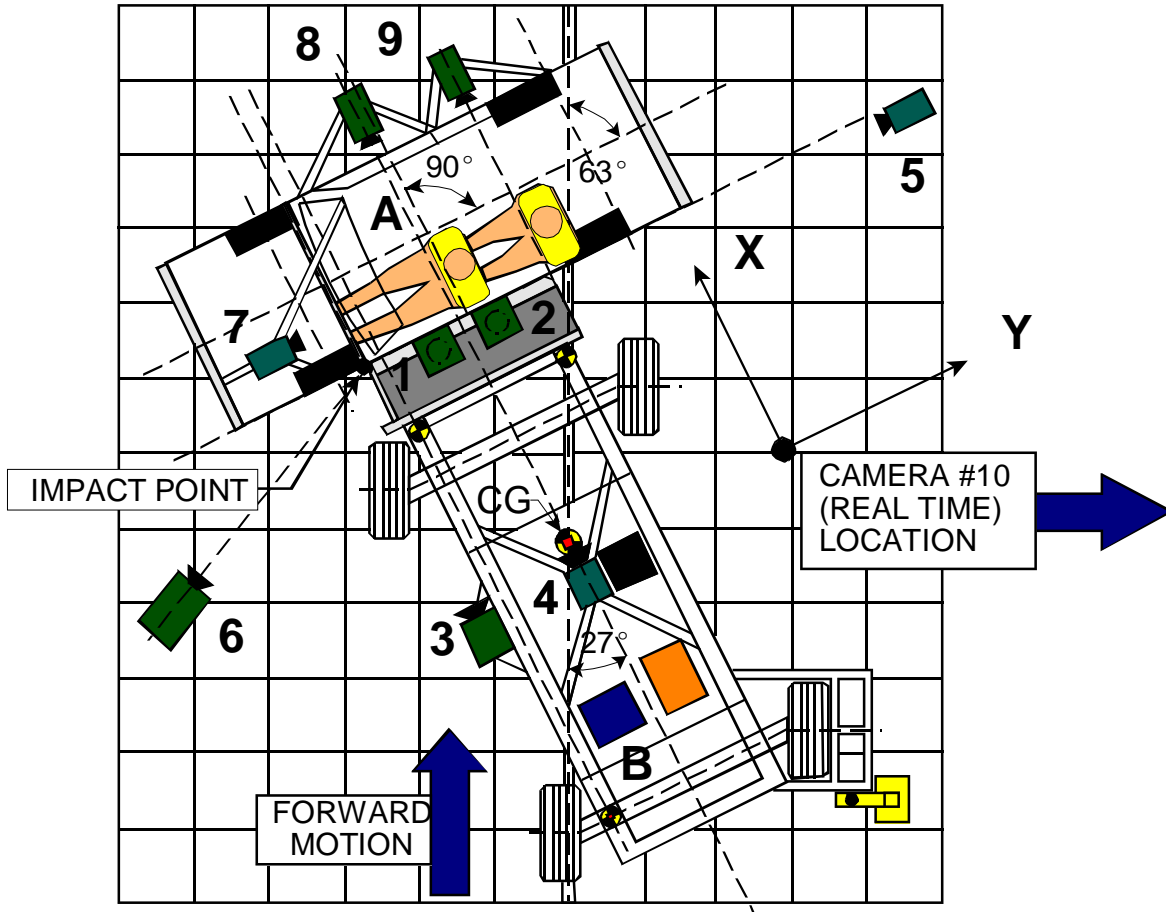 8
9
90°
63°
5
A
X
7
2
Y
1
IMPACT POINT
CG
CAMERA #10
(REAL TIME)
LOCATION
4
6
3
27°
B
FORWARD
MOTION